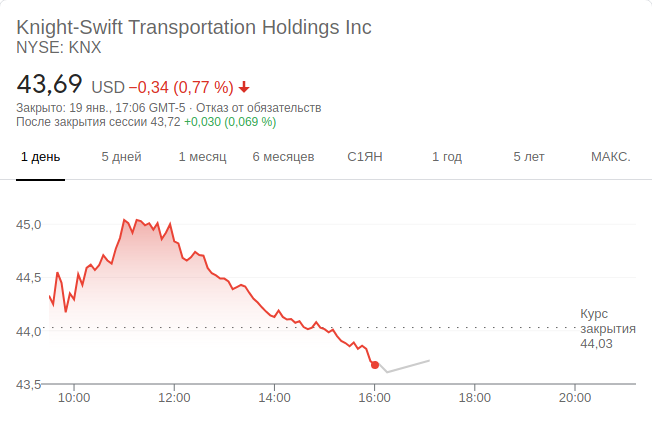 Knight-Swift Transportation Holdings Inc
NYSE: KNX
43,69 USD −0,34 (0,77 %)
Закрыто: 19 янв., 17:06 GMT-5 · Отказ от обязательств
После закрытия сессии 43,72 +0,030 (0,069 %)
1 день 5 дней 1 месяц 6 месяцев С1ЯН 1 год 5 лет МАКС.
45,0
44,5
44,0
43,5
Курс
закрытия
44,03
10:00 12:00 14:00 16:00 18:00 20:00